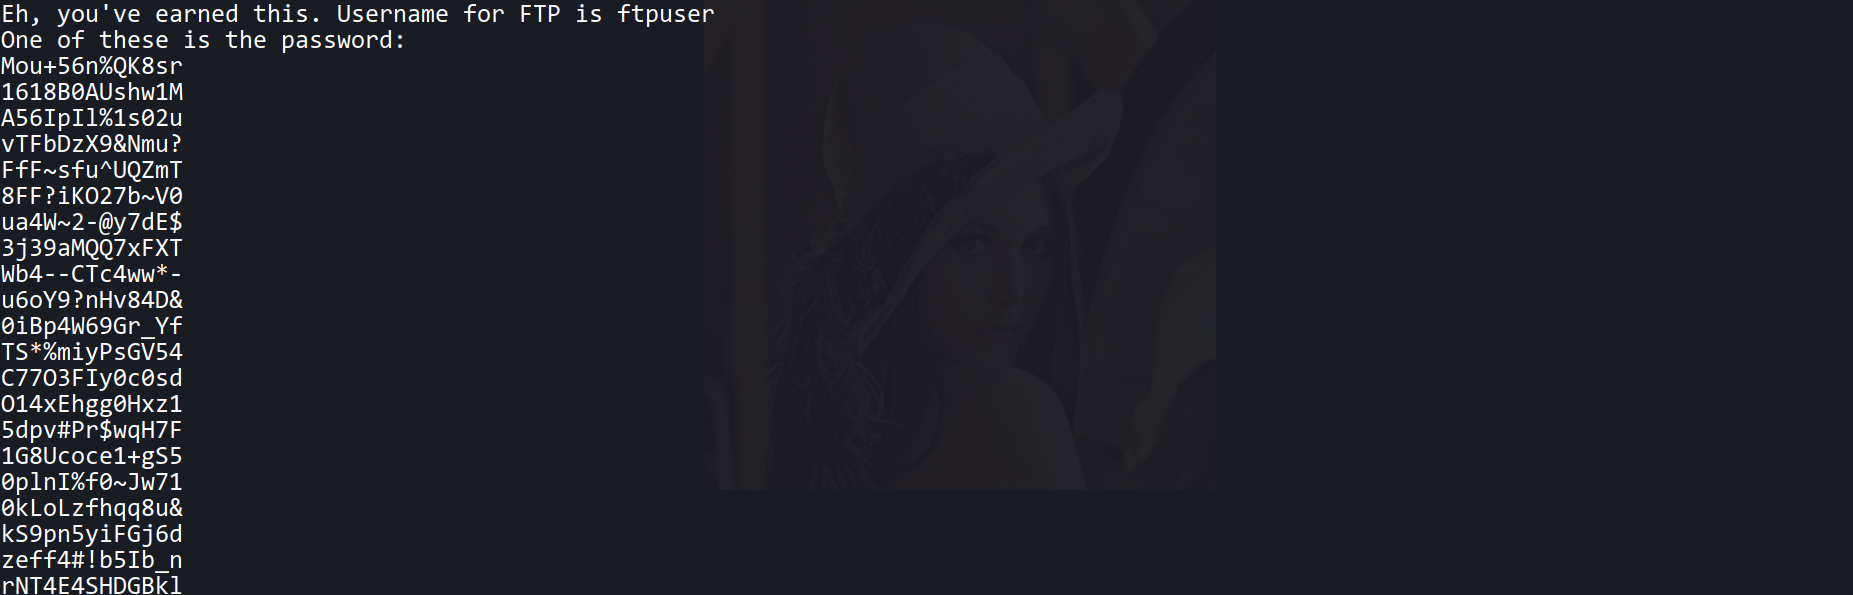 Eh, you've earned this. Username for FTP is ftpuser
One of these is the password:
Mou+56n%QK8sr
1618B0AUshw1M
A56IpIl%1s02u
vTFbDzX9&Nmu?
FfF~sfu^UQZmT
8FF?iKO27b~V0
ua4W~2-@y7dE$
3j39aMQQ7xFXT
Wb4--CTc4ww*-
u6oY9?nHv84D&
0iBp4W69Gr_Yf
TS*%miyPsGV54
C77O3FIy0c0sd
O14xEhgg0Hxz1
5dpv#Pr$wqH7F
1G8Ucoce1+gS5
0plnI%f0~Jw71
0kLoLzfhqq8u&
kS9pn5yiFGj6d
zeff4#!b5Ib_n
rNT4E4SHDGBkl